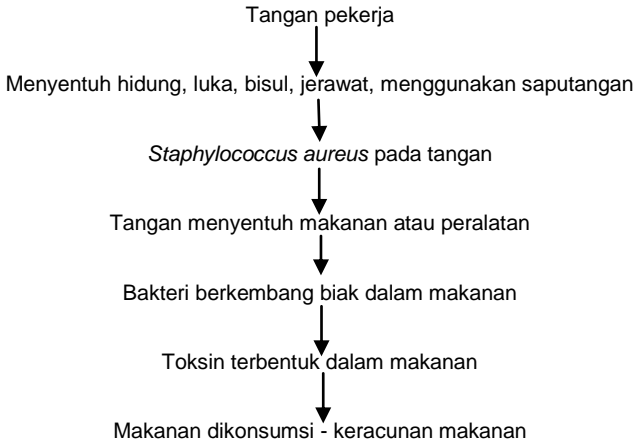 Tangan pekerja
Menyentuh hidung, luka, bisul, jerawat, menggunakan saputangan
Staphylococcus aureus pada tangan
Tangan menyentuh makanan atau peralatan
Bakteri berkembang biak dalam makanan
Toksin terbentuk dalam makanan
Makanan dikonsumsi - keracunan makanan